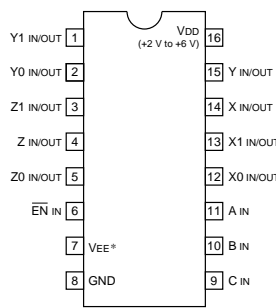 Y1 IN/OUT 1
Y0 IN/OUT 2
Z1 IN/OUT 3
Z IN/OUT 4
Z0 IN/OUT 5
EN IN 6
7 VEE*
8 GND
VDD 16
(+2 V to +6 V)
15 Y IN/OUT
14 X IN/OUT
13 X1 IN/OUT
12 X0 IN/OUT
11 A IN
10 B IN
9 C IN